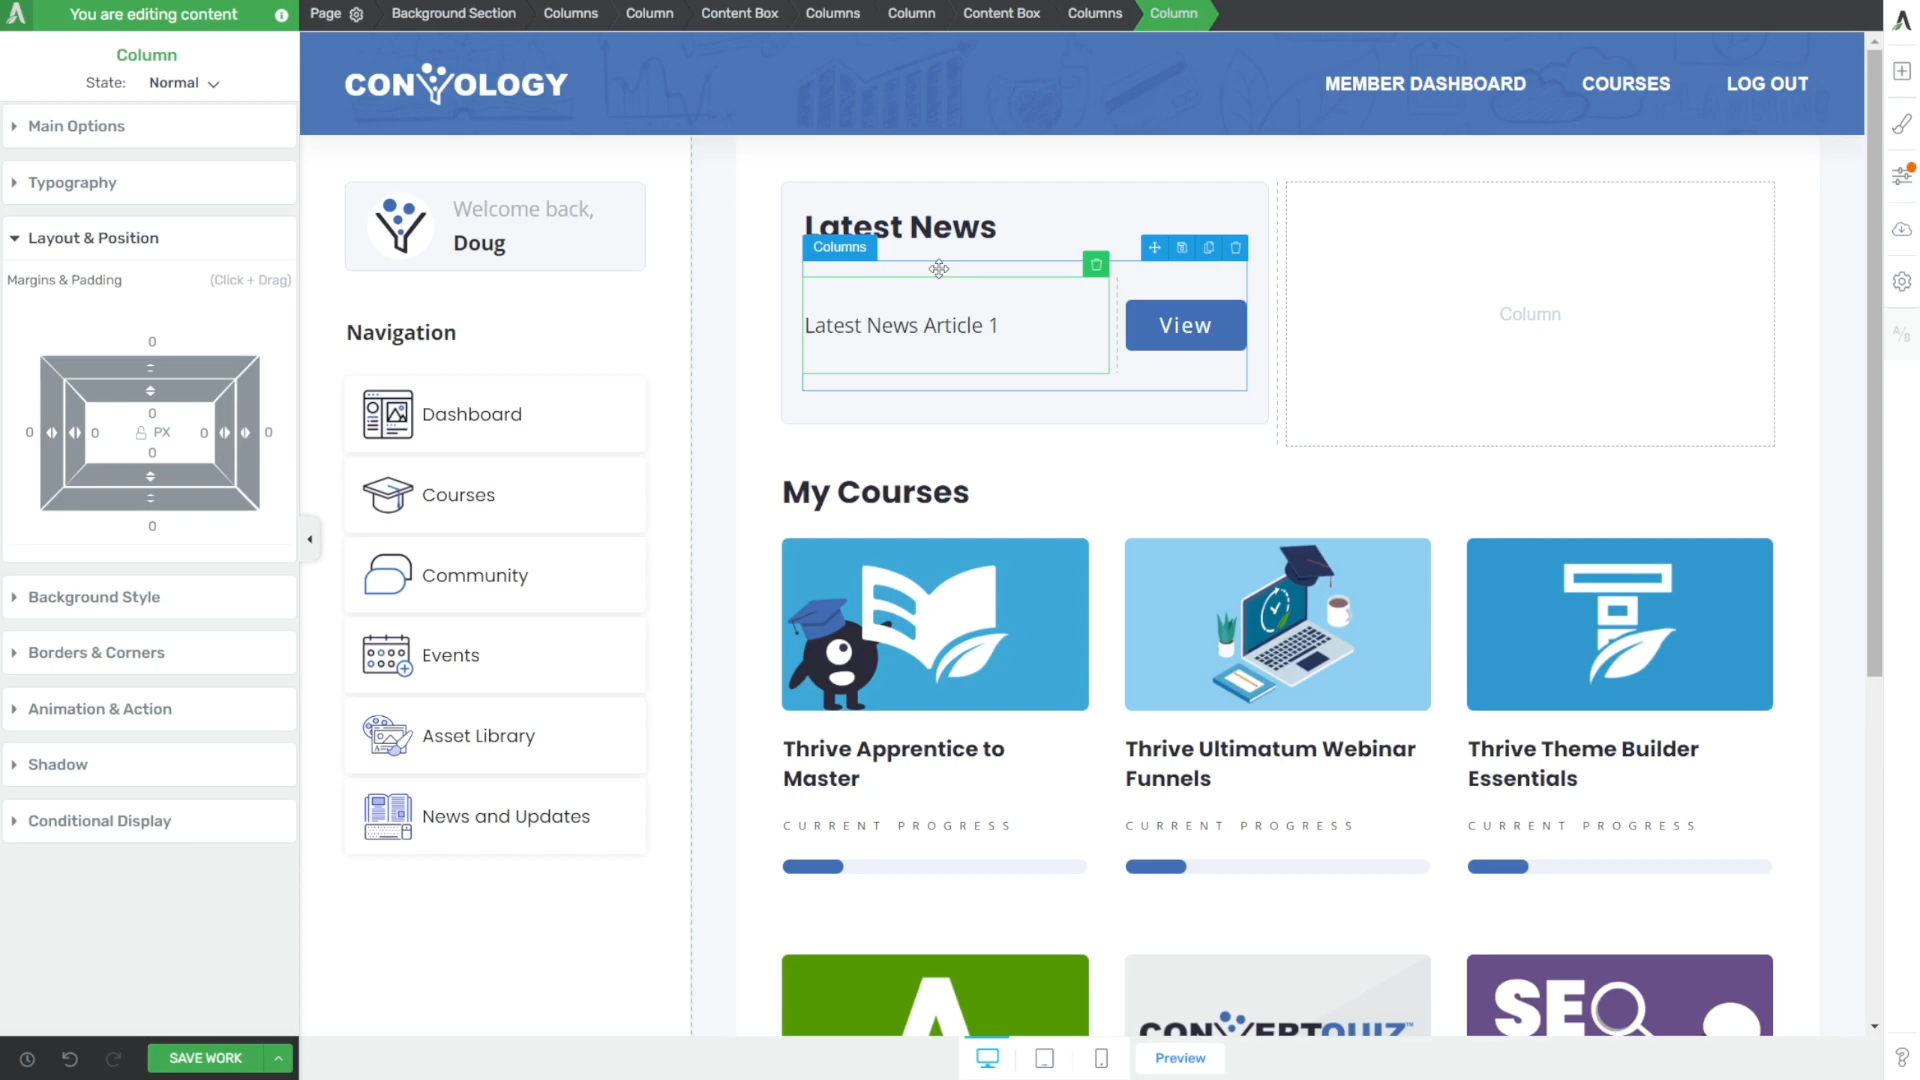 You are editing content
Page
Background Section
Columns
Column
Content Box
Columns
Column
Content Box
Columns
Column
Column
State: Normal
Main Options
Typography
Layout & Position
Margins & Padding (Click + Drag)
0
0
0 0 PX 0 0
0
0
Background Style
Borders & Corners
Animation & Action
Shadow
Conditional Display
SAVE WORK
CONVOLOGY
MEMBER DASHBOARD COURSES LOG OUT
Welcome back,
Doug
Navigation
Dashboard
Courses
Community
Events
Asset Library
News and Updates
Latest News
Columns
Latest News Article 1
View
Column
My Courses
Thrive Apprentice to
Master
CURRENT PROGRESS
Thrive Ultimatum Webinar
Funnels
CURRENT PROGRESS
Thrive Theme Builder
Essentials
CURRENT PROGRESS
CONVERTQUIZ™
SEO
Preview
A/B